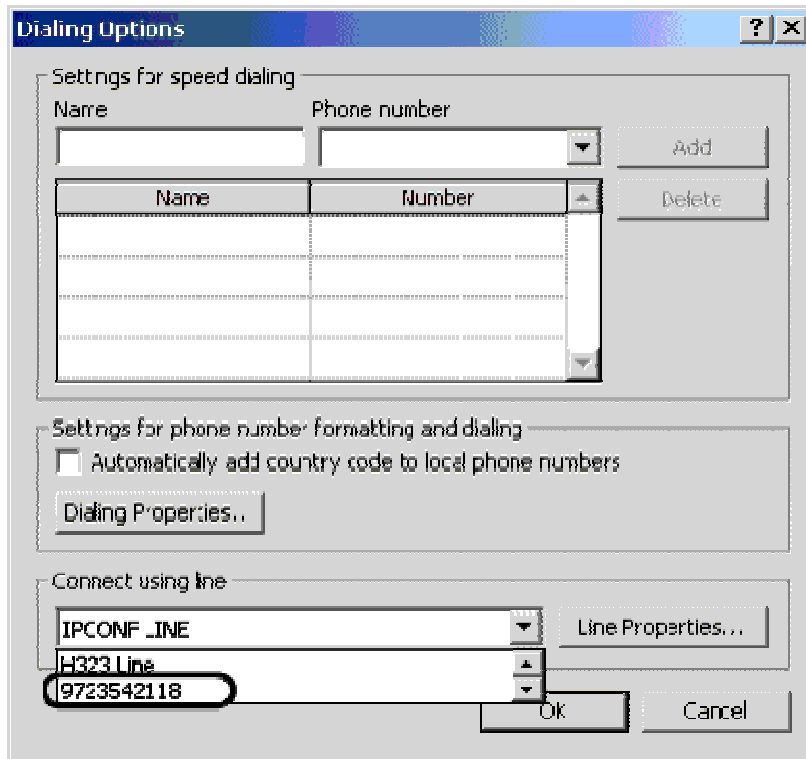 Dialing Options
Settings for speed dialing
Name Phone number
Add
Name Number
Delete
Settings for phone number formatting and dialing
Automatically add country code to local phone numbers
Dialing Properties...
Connect using line
IPCONF LINE
Line Properties...
H323 Line
9723542118
OK Cancel